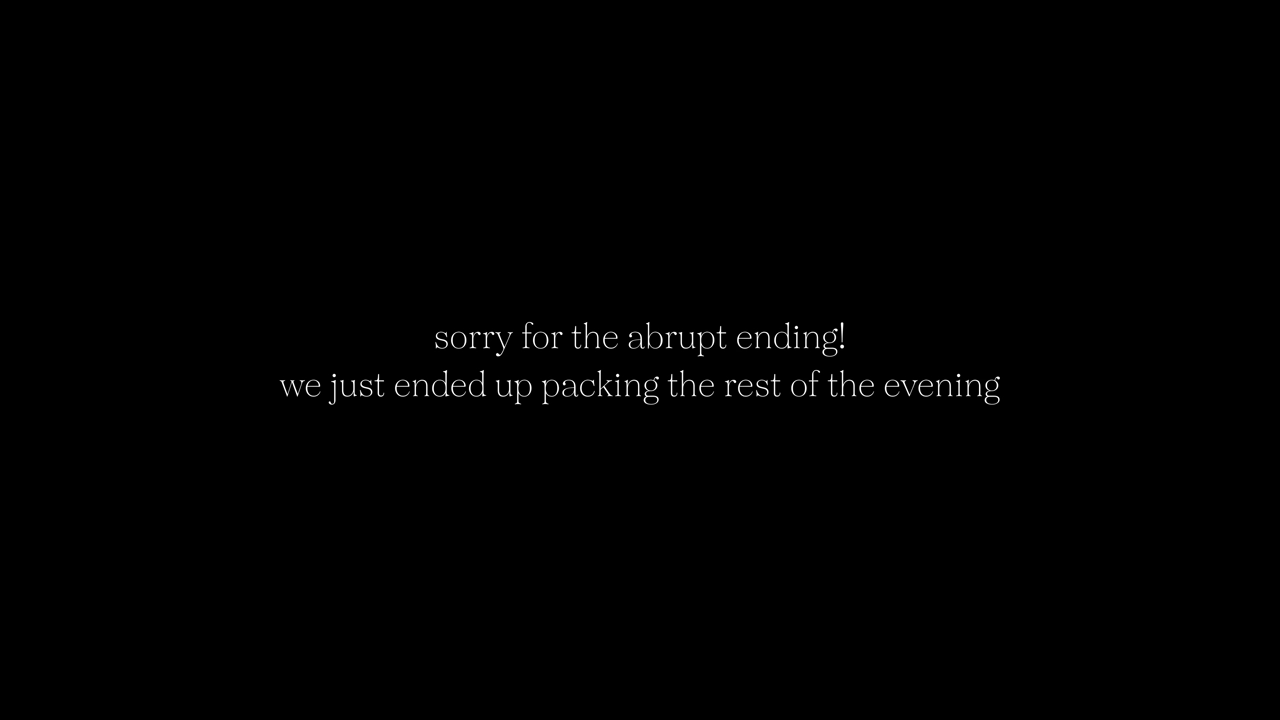 sorry for the abrupt ending!
we just ended up packing the rest of the evening